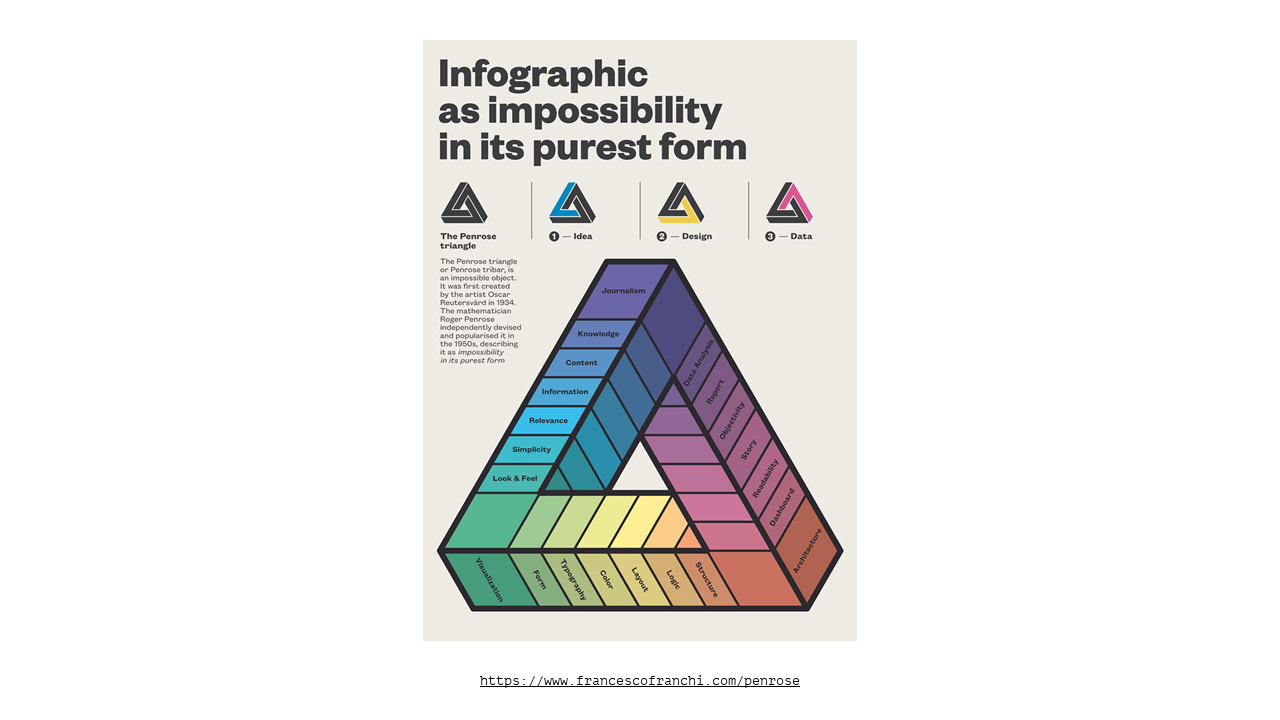 Infographic
as impossibility
in its purest form
The Penrose
triangle
1 — Idea
2 — Design
3 — Data
The Penrose triangle
or Penrose tribar, is
an impossible object.
It was first created
by the artist Oscar
Reutersvärd in 1934.
The mathematician
Roger Penrose
independently devised
and popularised it in
the 1950s, describing
it as impossibility
in its purest form
Journalism
Knowledge
Content
Information
Relevance
Simplicity
Look & Feel
Data Analysis
Report
Objectivity
Story
Readability
Dashboard
Architecture
Visualization
Form
Typography
Color
Layout
Logic
Structure
https://www.francescofranchi.com/penrose